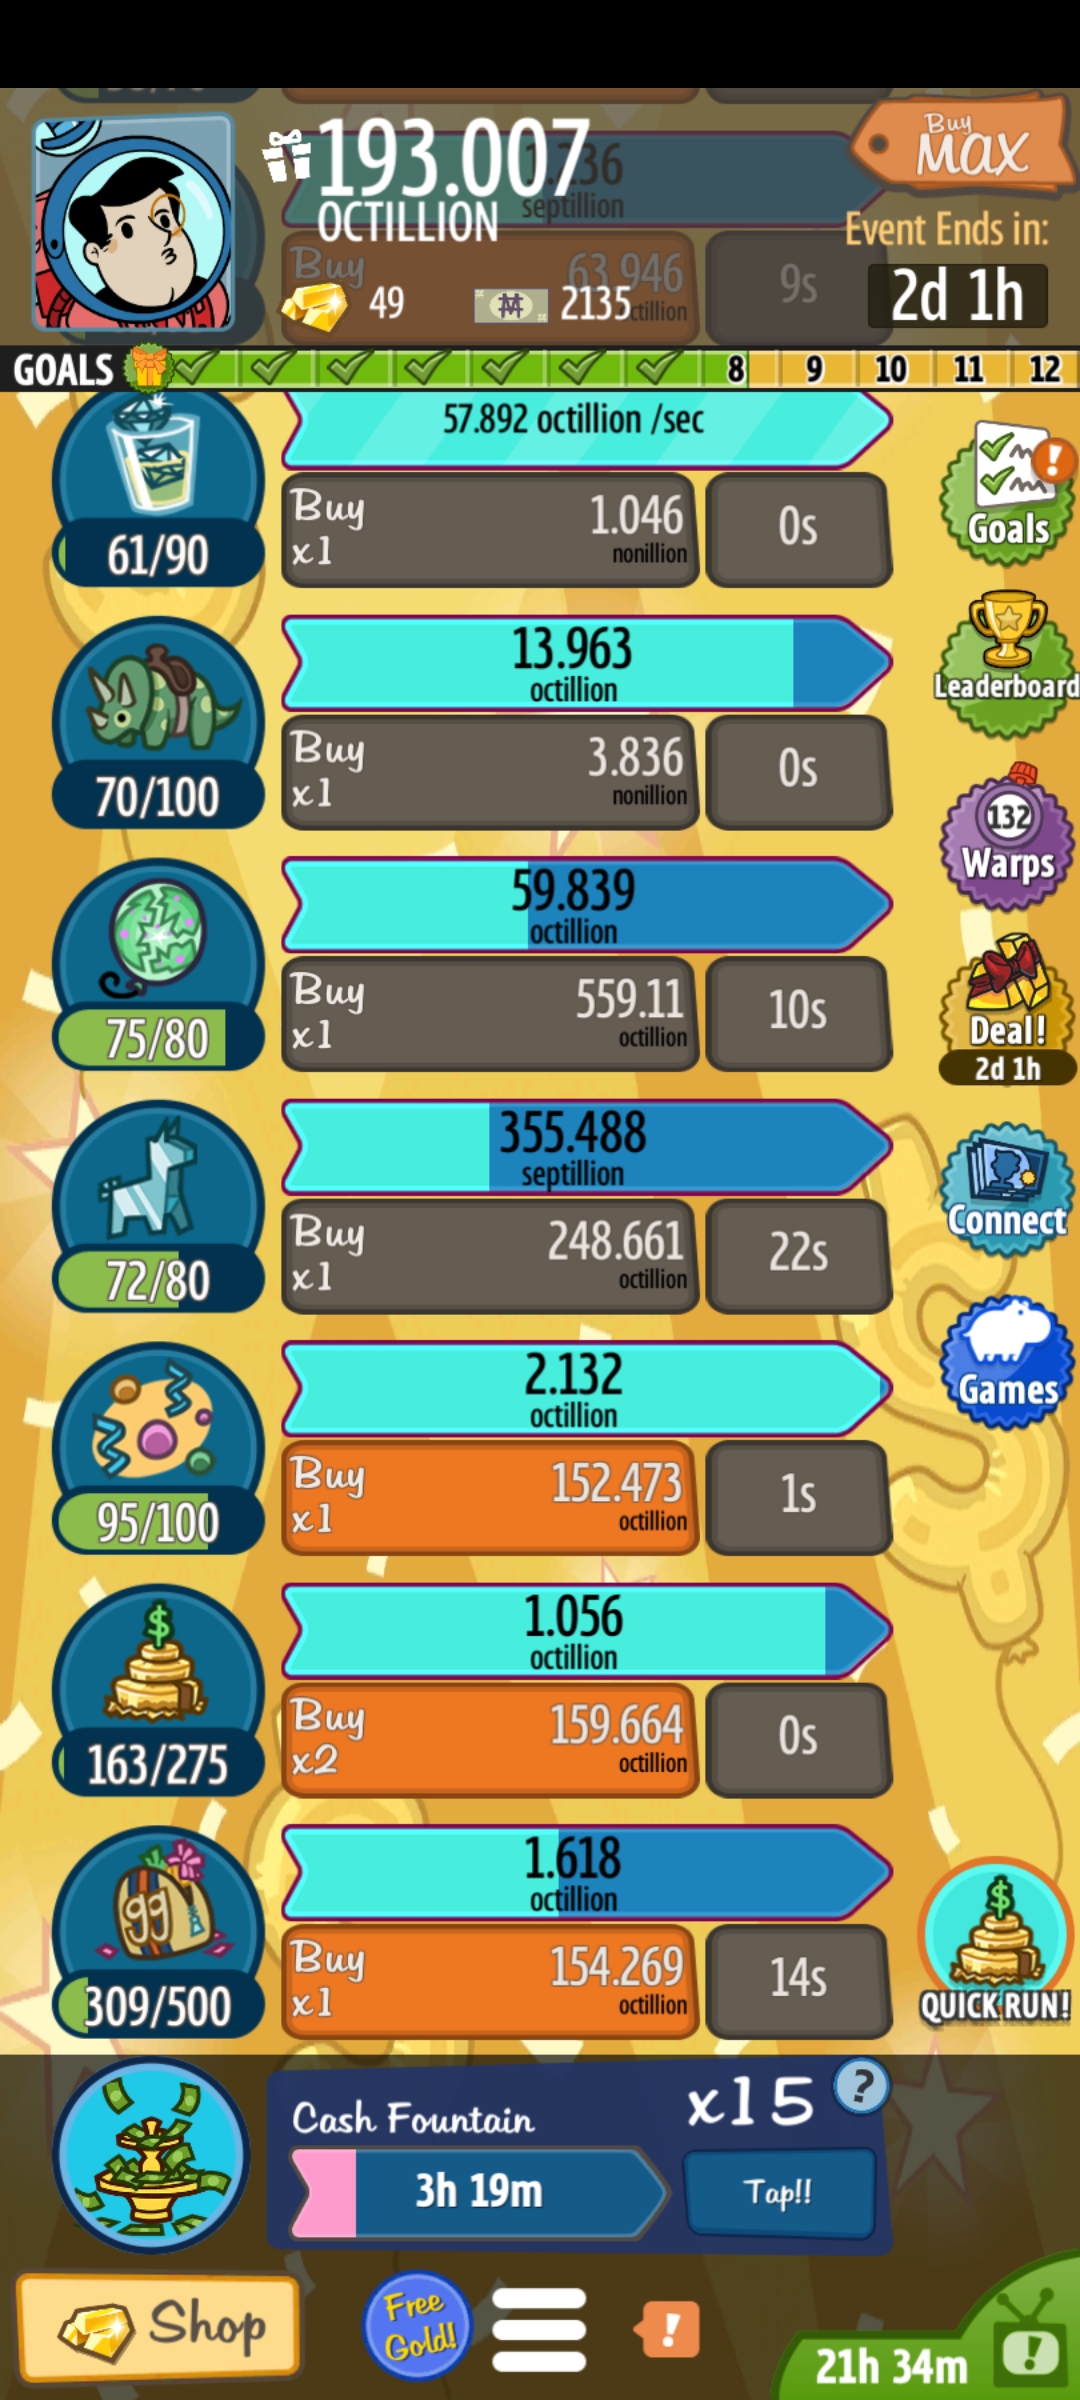 193.007
OCTILLION
1.236
septillion
Buy
MAX
Event Ends in:
2d 1h
Buy
63.946
9s
49
2135
GOALS
8
9
10
11
12
57.892 octillion /sec
Buy
x1
1.046
nonillion
0s
61/90
Goals
13.963
octillion
Buy
x1
3.836
nonillion
0s
70/100
Leaderboard
132
Warps
59.839
octillion
Buy
x1
559.11
octillion
10s
75/80
Deal!
2d 1h
355.488
septillion
Buy
x1
248.661
octillion
22s
72/80
Connect
2.132
octillion
Buy
x1
152.473
octillion
1s
95/100
Games
$
1.056
octillion
Buy
x2
159.664
octillion
0s
163/275
99
1.618
octillion
Buy
x1
154.269
octillion
14s
309/500
$
QUICK RUN!
Cash Fountain
x15
?
3h 19m
Tap!!
Shop
Free
Gold!
!
21h 34m
!